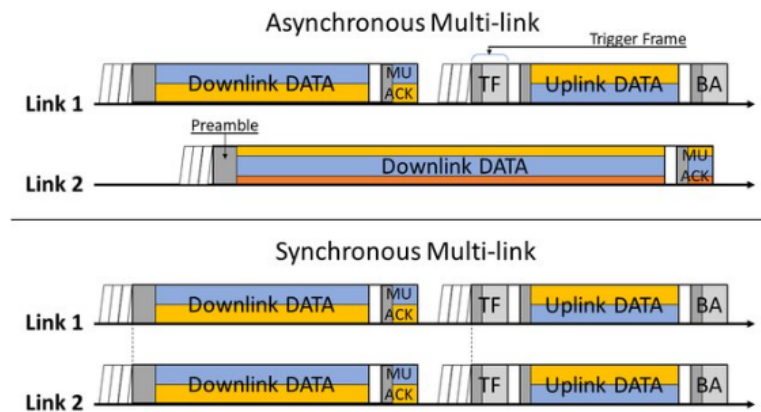 Asynchronous Multi-link
Trigger Frame
Link 1
Downlink DATA
MU
ACK
TF
Uplink DATA
BA
Preamble
Link 2
Downlink DATA
MU
ACK
Synchronous Multi-link
Link 1
Downlink DATA
MU
ACK
TF
Uplink DATA
BA
Link 2
Downlink DATA
MU
ACK
TF
Uplink DATA
BA